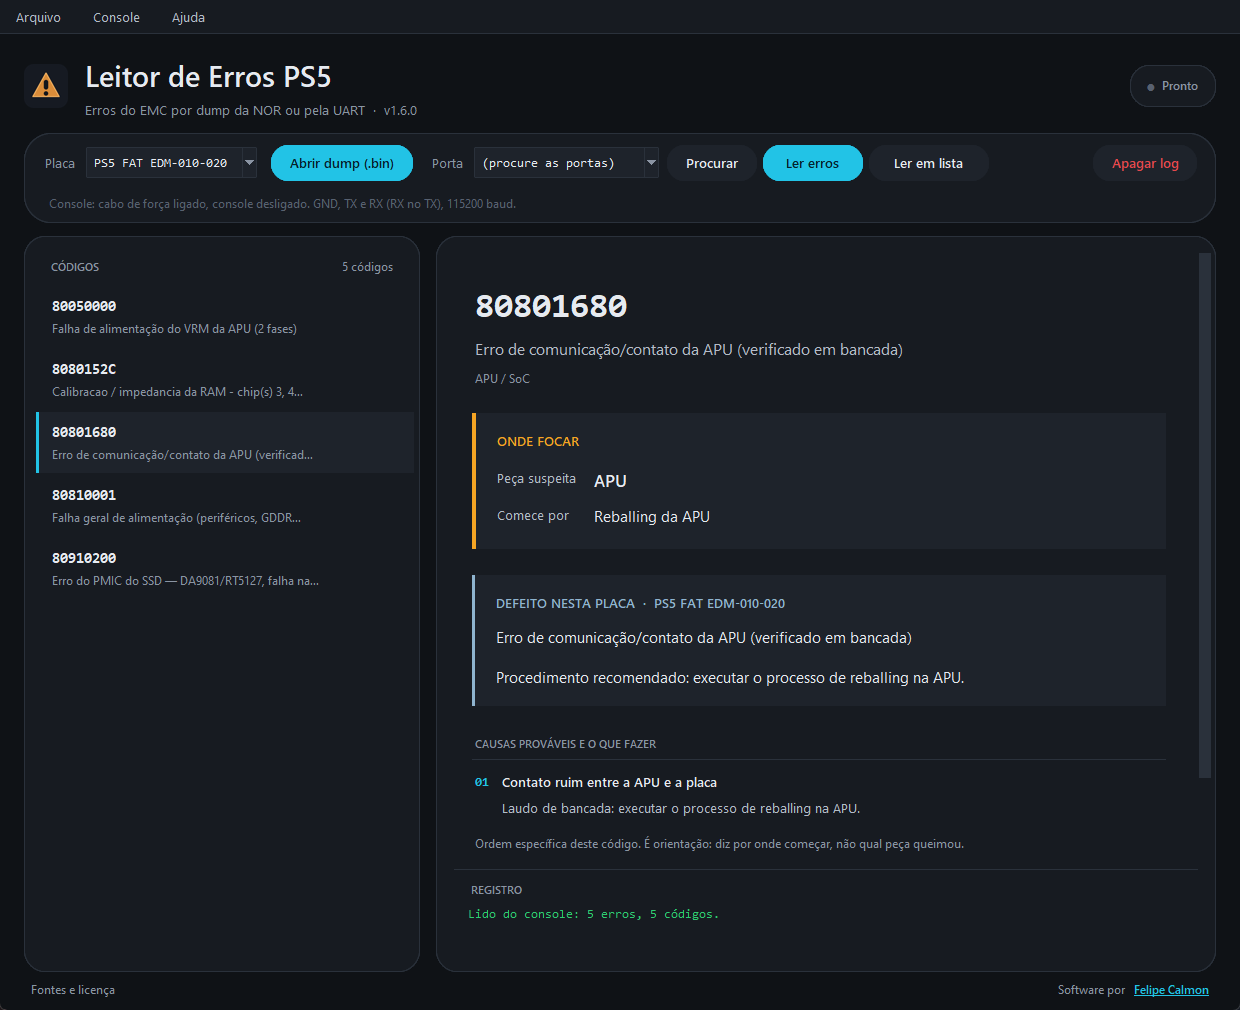 Arquivo Console Ajuda
Leitor de Erros PS5
Erros do EMC por dump da NOR ou pela UART · v1.6.0
Pronto
Placa PS5 FAT EDM-010-020 Abrir dump (.bin) Porta (procure as portas) Procurar Ler erros Ler em lista Apagar log
Console: cabo de força ligado, console desligado. GND, TX e RX (RX no TX), 115200 baud.
CÓDIGOS 5 códigos
80050000
Falha de alimentação do VRM da APU (2 fases)
8080152C
Calibracao / impedancia da RAM - chip(s) 3, 4...
80801680
Erro de comunicação/contato da APU (verificad...
80810001
Falha geral de alimentação (periféricos, GDDR...
80910200
Erro do PMIC do SSD — DA9081/RT5127, falha na...
80801680
Erro de comunicação/contato da APU (verificado em bancada)
APU / SoC
ONDE FOCAR
Peça suspeita APU
Comece por Reballing da APU
DEFEITO NESTA PLACA · PS5 FAT EDM-010-020
Erro de comunicação/contato da APU (verificado em bancada)
Procedimento recomendado: executar o processo de reballing na APU.
CAUSAS PROVÁVEIS E O QUE FAZER
01 Contato ruim entre a APU e a placa
Laudo de bancada: executar o processo de reballing na APU.
Ordem específica deste código. É orientação: diz por onde começar, não qual peça queimou.
REGISTRO
Lido do console: 5 erros, 5 códigos.
Fontes e licença
Software por Felipe Calmon